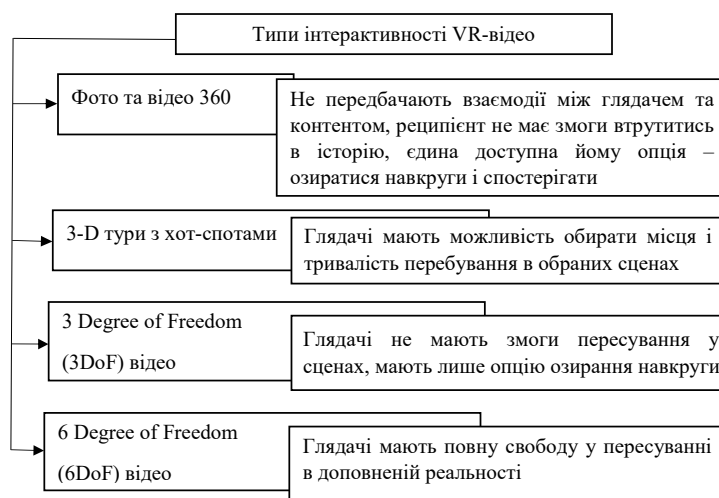 Типи інтерактивності VR-відео
Фото та відео 360
Не передбачають взаємодії між глядачем та
контентом, реципієнт не має змоги втрутитись
в історію, єдина доступна йому опція –
озиратися навкруги і спостерігати
3-D тури з хот-спотами
Глядачі мають можливість обирати місця і
тривалість перебування в обраних сценах
3 Degree of Freedom
(3DoF) відео
Глядачі не мають змоги пересування у
сценах, мають лише опцію озирання навкруги
6 Degree of Freedom
(6DoF) відео
Глядачі мають повну свободу у пересуванні
в доповненій реальності